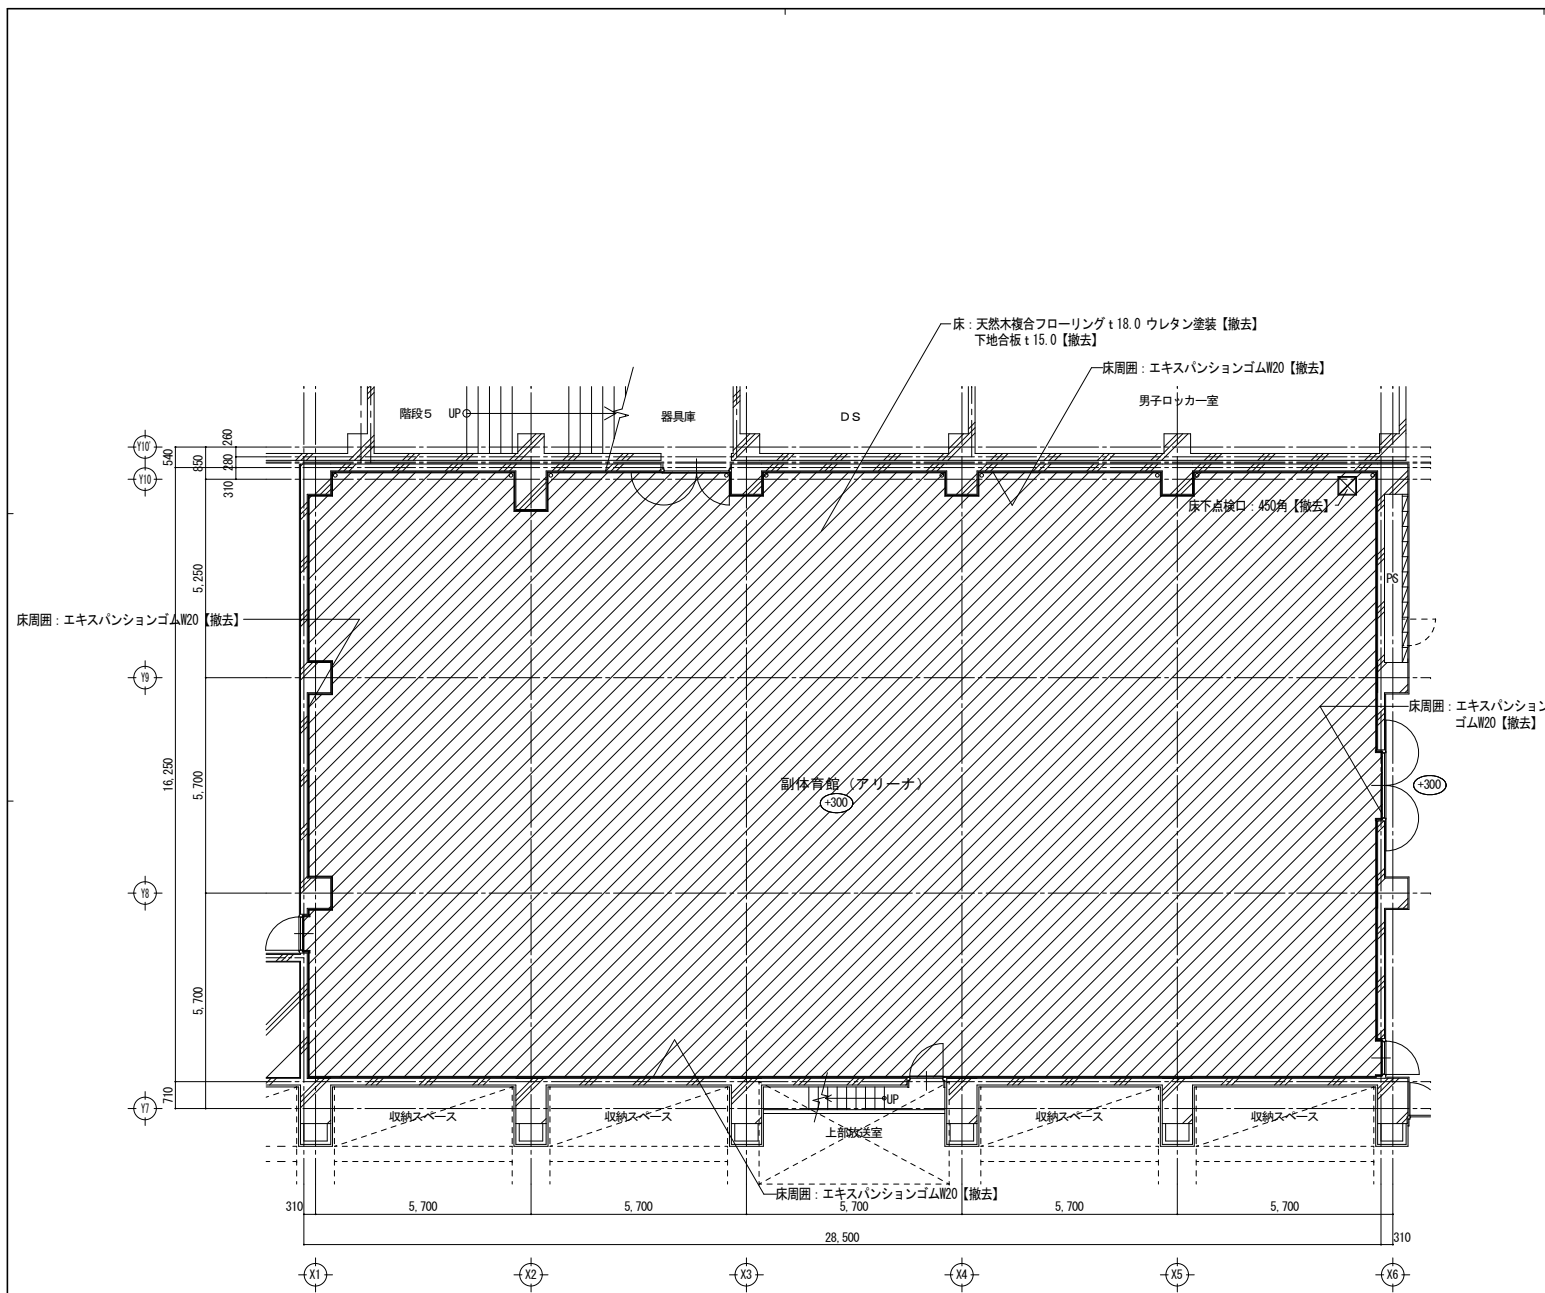 床：天然木複合フローリングｔ18.0 ウレタン塗装【撤去】
下地合板ｔ15.0【撤去】
床周囲：エキスパンションゴムW20【撤去】
男子ロッカー室
階段５ UP
器具庫
ＤＳ
Y10'
260
540
850
280
Y10
310
床下点検口：450角【撤去】
5,250
PS
床周囲：エキスパンションゴムW20【撤去】
Y9
床周囲：エキスパンション
ゴムW20【撤去】
16,250
5,700
副体育館（アリーナ）
+300
+300
Y8
5,700
710
Y7
UP
収納スペース
収納スペース
収納スペース
収納スペース
上部放送室
床周囲：エキスパンションゴムW20【撤去】
310
5,700
5,700
5,700
5,700
5,700
28,500
310
X1
X2
X3
X4
X5
X6